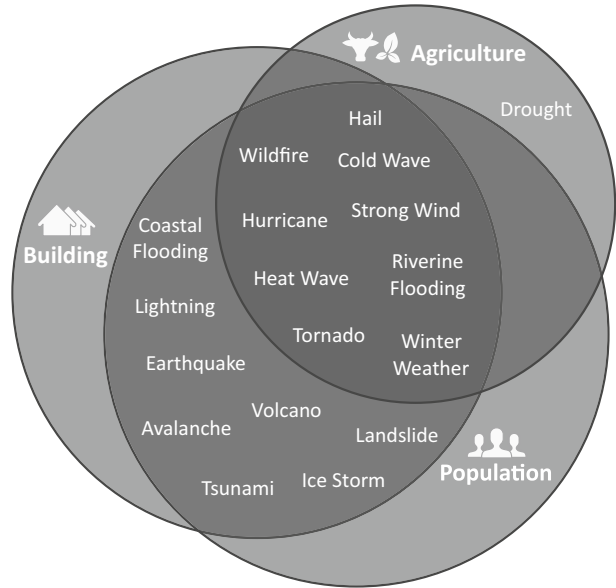 Agriculture
Drought
Hail
Wildfire
Cold Wave
Hurricane
Strong Wind
Coastal
Flooding
Building
Heat Wave
Riverine
Flooding
Lightning
Tornado
Winter
Weather
Earthquake
Volcano
Avalanche
Landslide
Population
Tsunami
Ice Storm